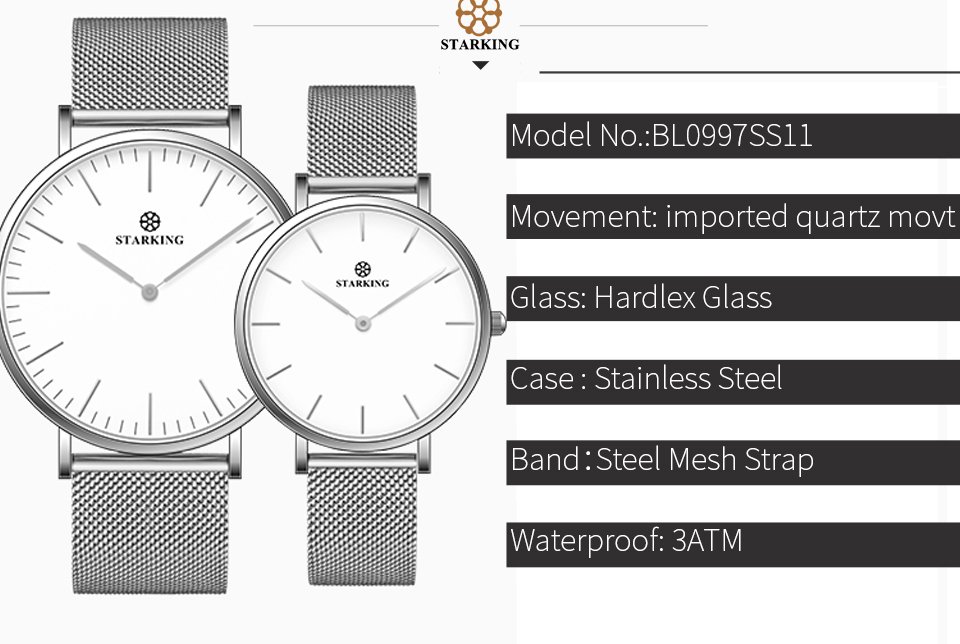 STARKING
STARKING
STARKING
Model No.:BL0997SS11
Movement: imported quartz movt
Glass: Hardlex Glass
Case : Stainless Steel
Band：Steel Mesh Strap
Waterproof: 3ATM